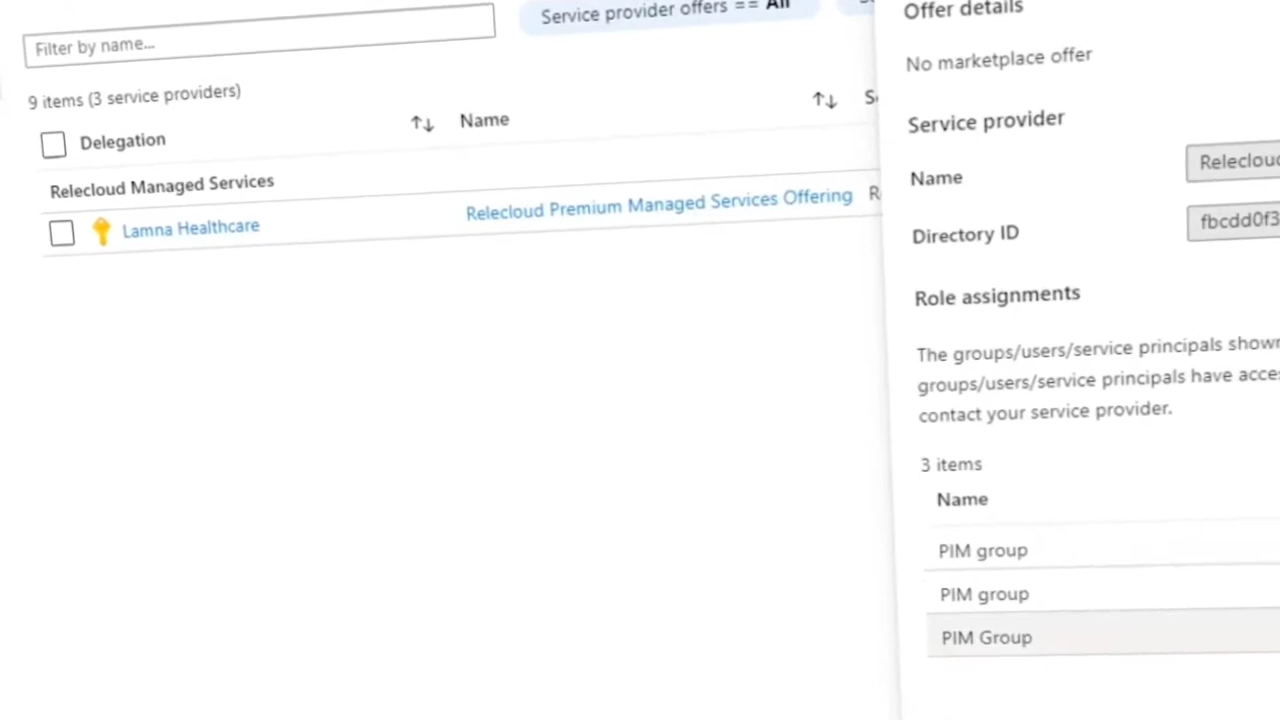 Service provider offers == All
Filter by name...
9 items (3 service providers)
Delegation
Name
Relecloud Managed Services
Lamna Healthcare
Relecloud Premium Managed Services Offering
Offer details
No marketplace offer
Service provider
Name
Directory ID
fbcdd0f3
Role assignments
The groups/users/service principals
groups/users/service principals have
contact your service provider.
3 items
Name
PIM group
PIM group
PIM Group